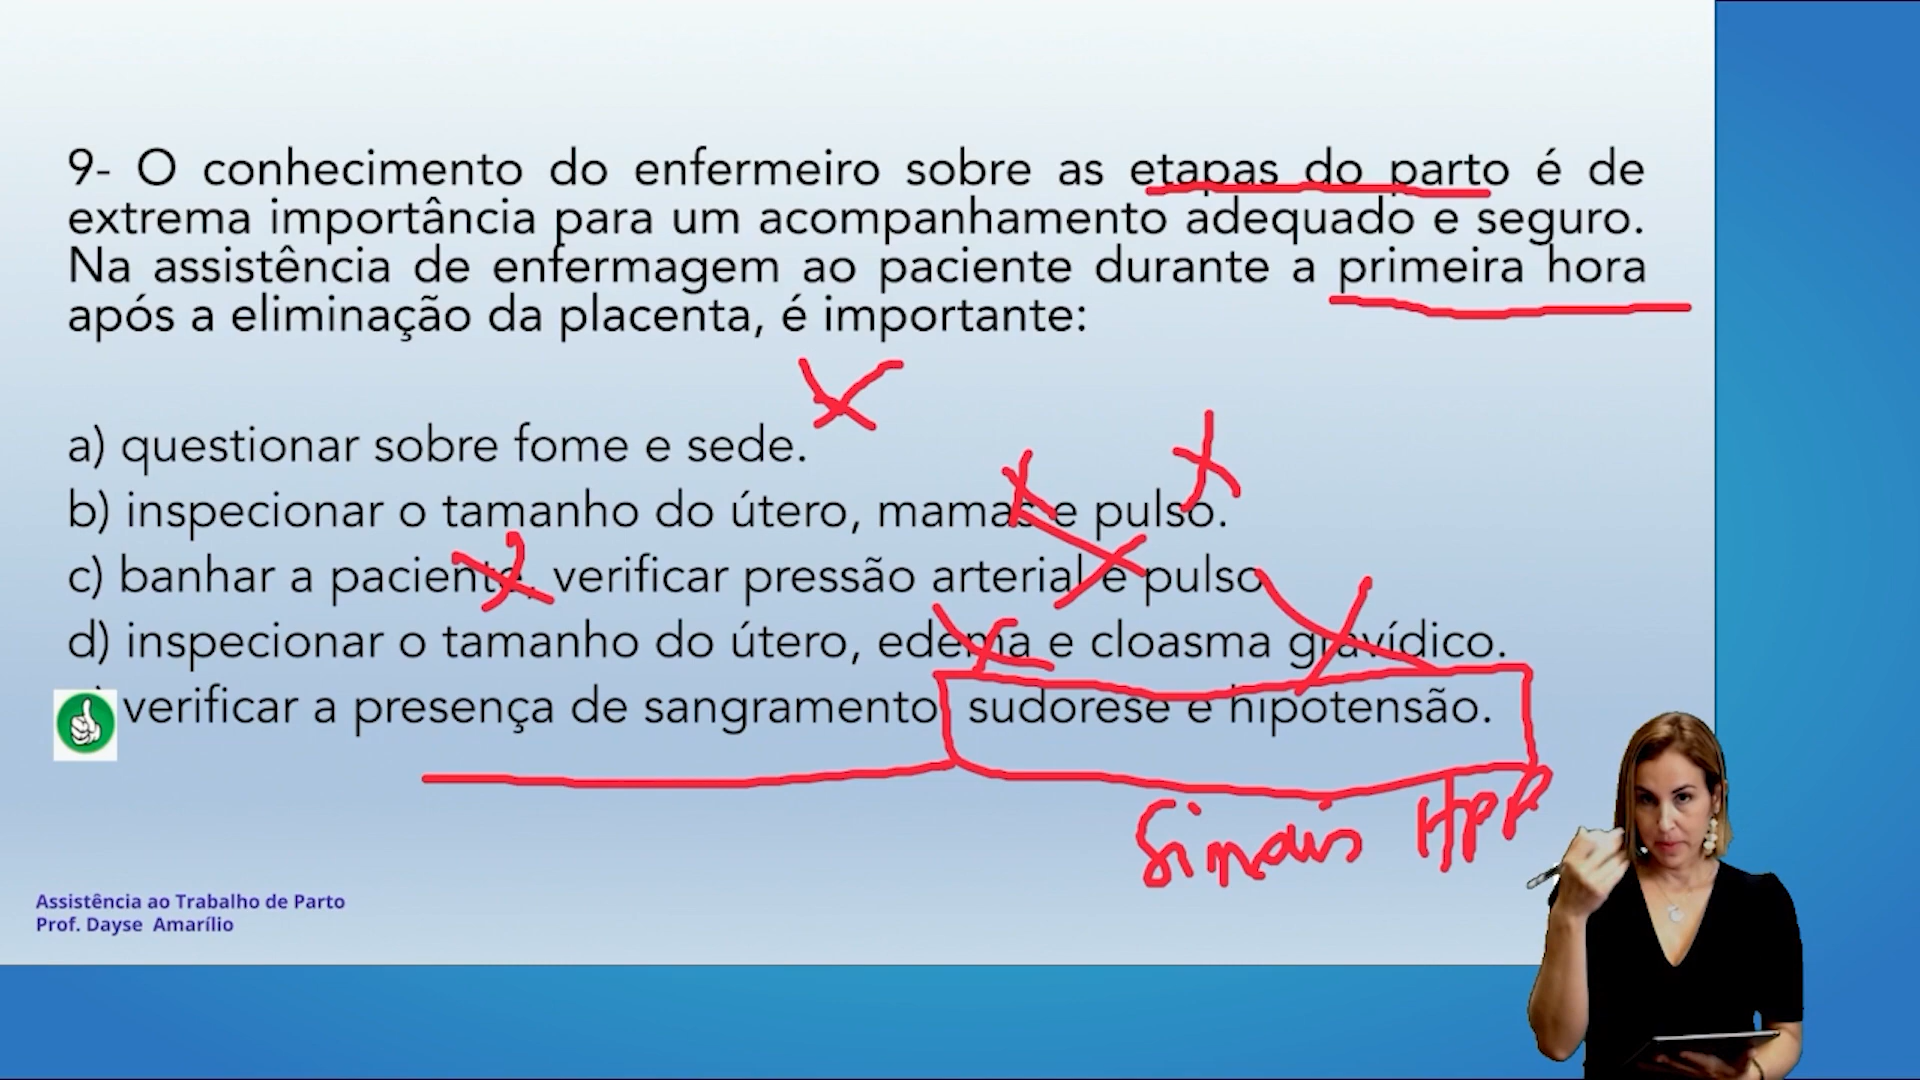 9- O conhecimento do enfermeiro sobre as etapas do parto é de
extrema importância para um acompanhamento adequado e seguro.
Na assistência de enfermagem ao paciente durante a primeira hora
após a eliminação da placenta, é importante:
a) questionar sobre fome e sede.
b) inspecionar o tamanho do útero, mamas e pulso.
c) banhar a paciente, verificar pressão arterial e pulso
d) inspecionar o tamanho do útero, edema e cloasma gravídico.
verificar a presença de sangramento, sudorese e hipotensão.
Sinais HPP
Assistência ao Trabalho de Parto
Prof. Dayse Amarílio